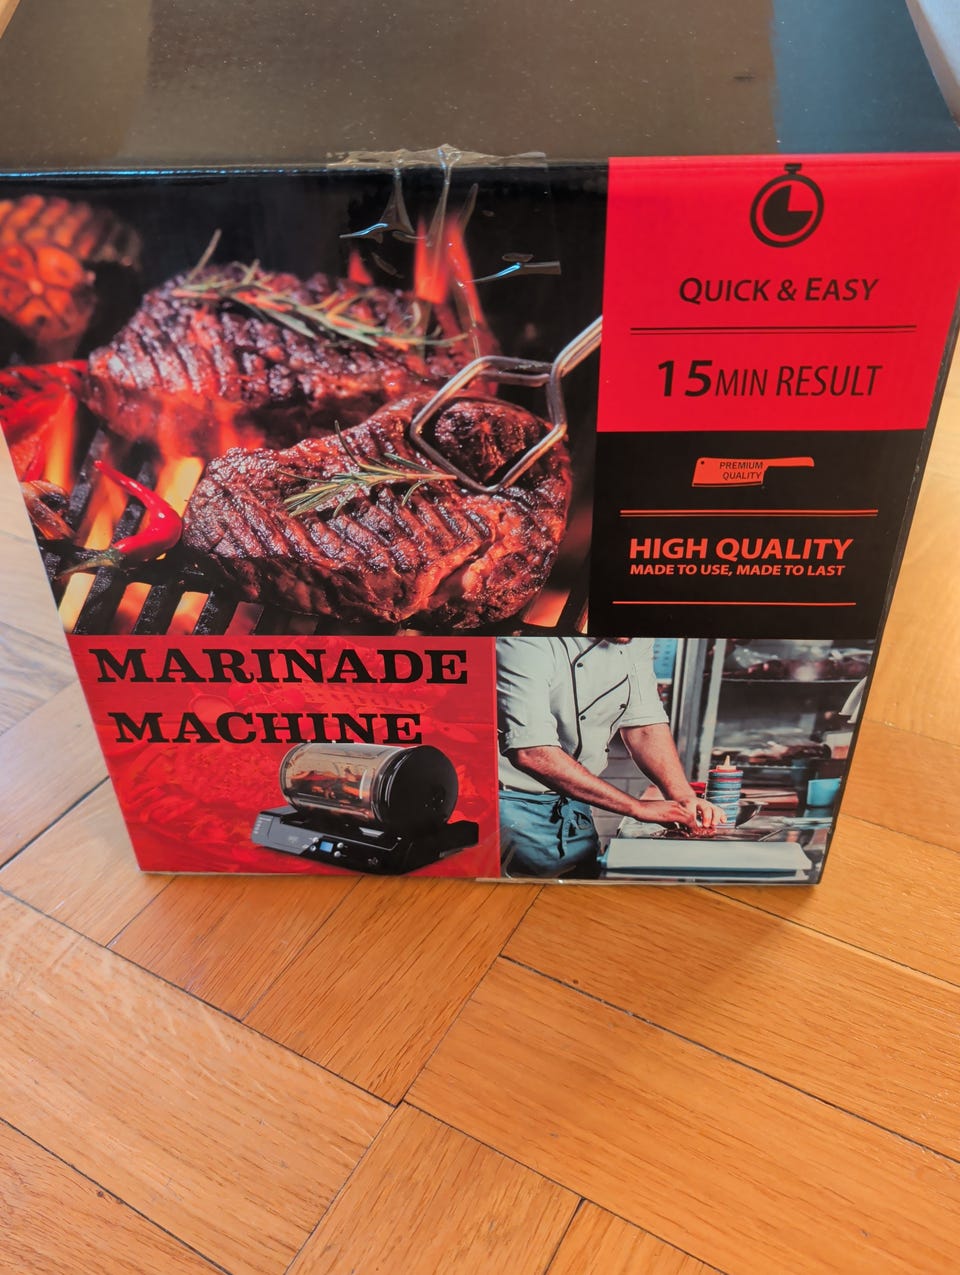 QUICK & EASY
15MIN RESULT
PREMIUM
QUALITY
HIGH QUALITY
MADE TO USE, MADE TO LAST
MARINADE
MACHINE